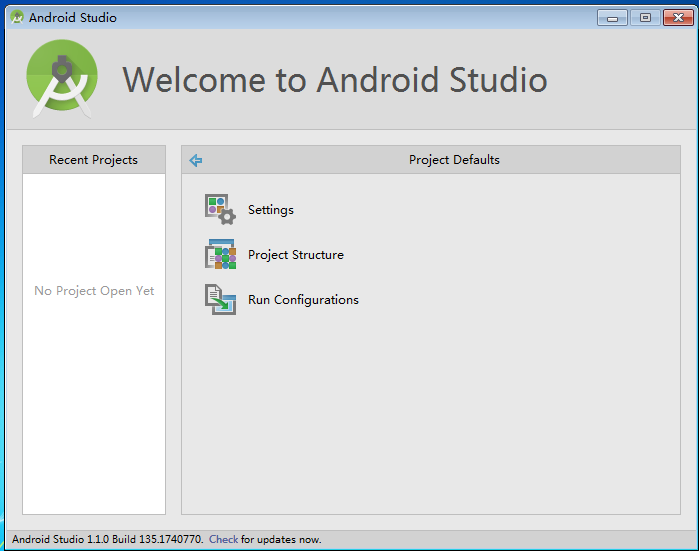 Android Studio
Welcome to Android Studio
Recent Projects
No Project Open Yet
Project Defaults
Settings
Project Structure
Run Configurations
Android Studio 1.1.0 Build 135.1740770. Check for updates now.